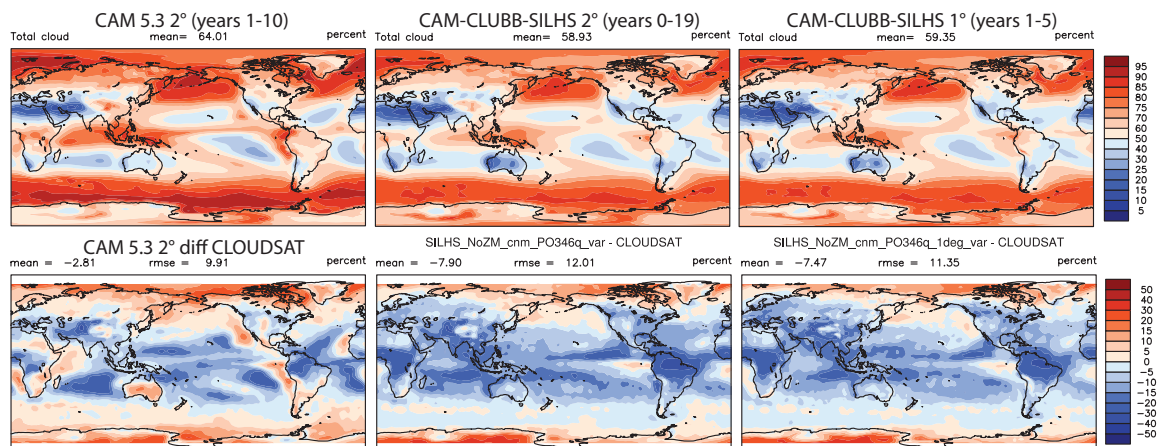 CAM 5.3 2° (years 1-10)
Total cloud mean= 64.01 percent
CAM-CLUBB-SILHS 2° (years 0-19)
Total cloud mean= 58.93 percent
CAM-CLUBB-SILHS 1° (years 1-5)
Total cloud mean= 59.35 percent
95
90
85
80
75
70
60
50
40
30
25
20
15
10
5
CAM 5.3 2° diff CLOUDSAT
mean = -2.81 rmse = 9.91 percent
SILHS_NoZM_cnm_PO346q_var - CLOUDSAT
mean = -7.90 rmse = 12.01 percent
SILHS_NoZM_cnm_PO346q_1deg_var - CLOUDSAT
mean = -7.47 rmse = 11.35 percent
50
40
30
20
15
10
5
0
-5
-10
-15
-20
-30
-40
-50